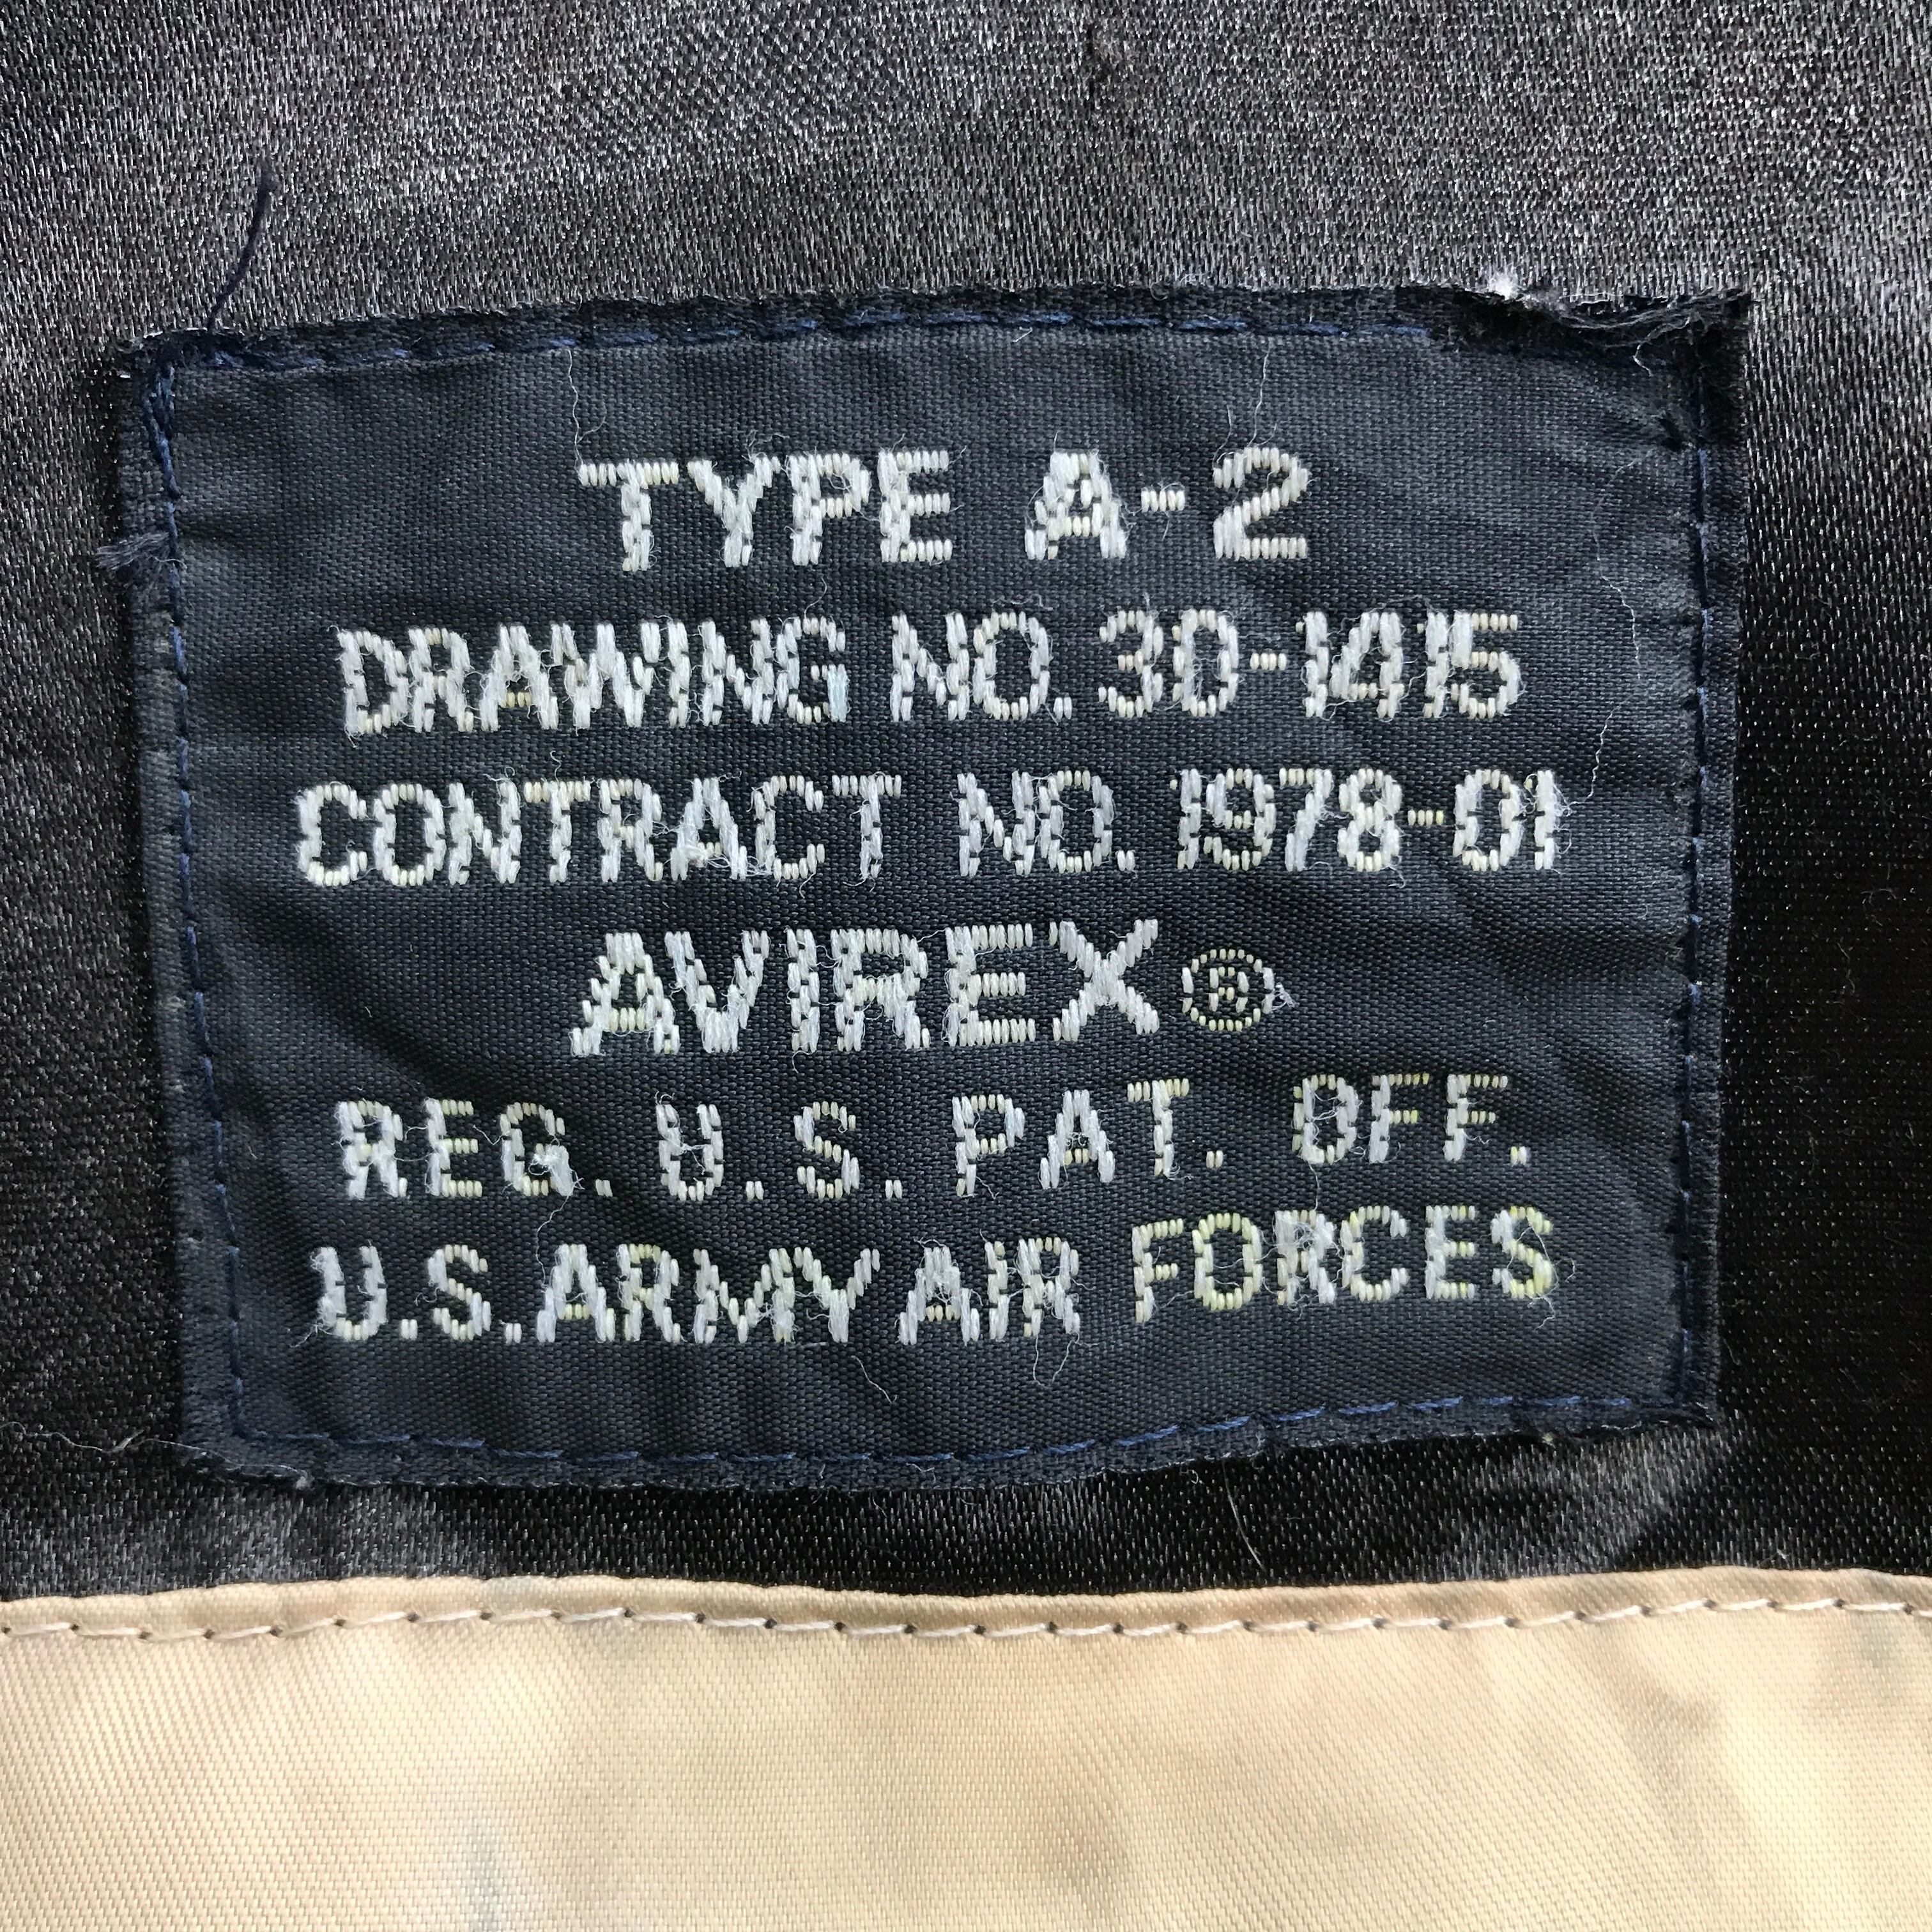 TYPE A-2
DRAWING NO. 30-1415
CONTRACT NO. 1978-01
AVIREX®
REG. U.S. PAT. OFF.
U.S. ARMY AIR FORCES